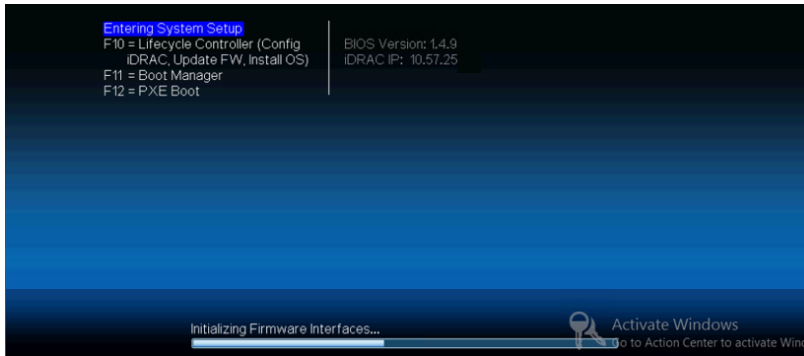 Entering System Setup
F10 = Lifecycle Controller (Config
iDRAC, Update FW, Install OS)
F11 = Boot Manager
F12 = PXE Boot
BIOS Version: 1.4.9
iDRAC IP: 10.57.25
Initializing Firmware Interfaces...
Activate Windows
Go to Action Center to activate Win